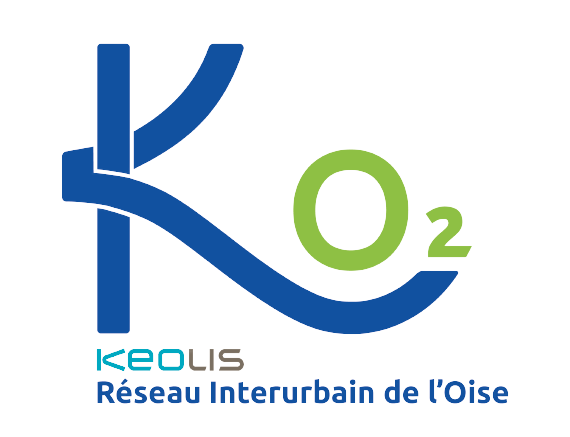 KO2
KEOLIS
Réseau Interurbain de l'Oise